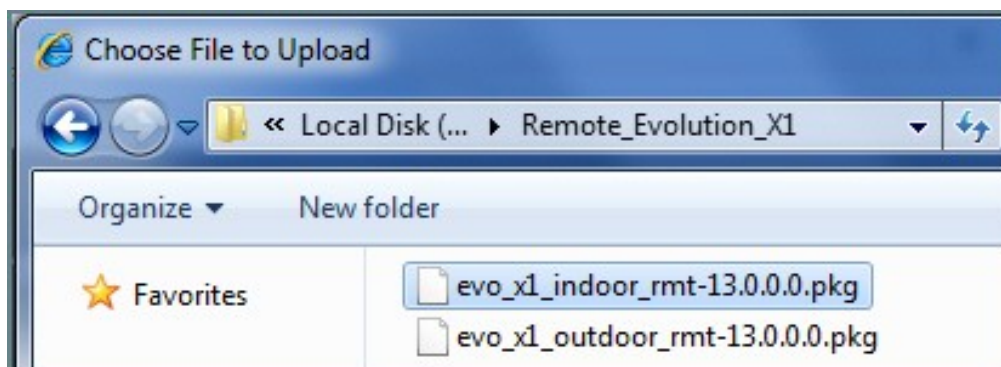 Choose File to Upload
« Local Disk (... ▸ Remote_Evolution_X1
Organize ▾ New folder
Favorites
evo_x1_indoor_rmt-13.0.0.0.pkg
evo_x1_outdoor_rmt-13.0.0.0.pkg